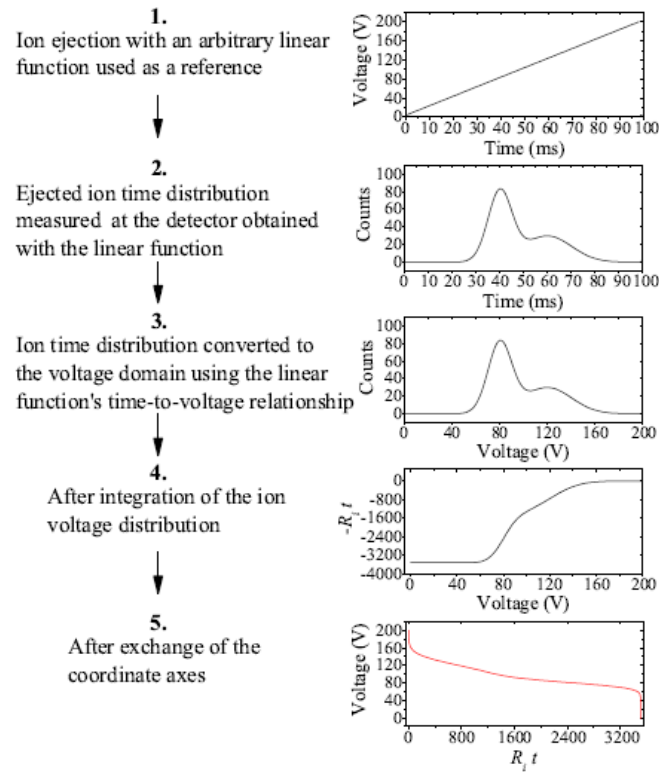 1.
Ion ejection with an arbitrary linear
function used as a reference
2.
Ejected ion time distribution
measured at the detector obtained
with the linear function
3.
Ion time distribution converted to
the voltage domain using the linear
function's time-to-voltage relationship
4.
After integration of the ion
voltage distribution
5.
After exchange of the
coordinate axes
Voltage (V)
200
160
120
80
40
0
0 10 20 30 40 50 60 70 80 90 100
Time (ms)
Counts
100
80
60
40
20
0
0 10 20 30 40 50 60 70 80 90 100
Time (ms)
Counts
100
80
60
40
20
0
0 40 80 120 160 200
Voltage (V)
-Rᵢ t
0
-800
-1600
-2400
-3200
-4000
0 40 80 120 160 200
Voltage (V)
Voltage (V)
200
160
120
80
40
0
0 800 1600 2400 3200
Rᵢ t